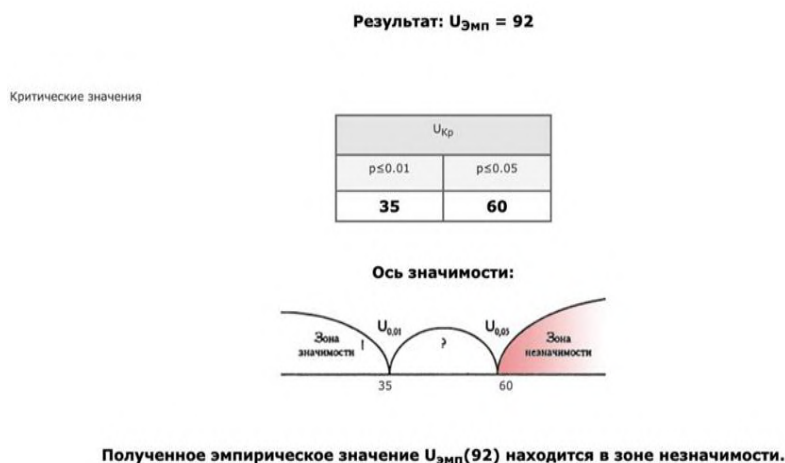 Результат: UЭмп = 92
Критические значения
UКр
p≤0.01 p≤0.05
35 60
Ось значимости:
Зона значимости ! U0,01 ? U0,05 Зона незначимости
35 60
Полученное эмпирическое значение Uэмп(92) находится в зоне незначимости.